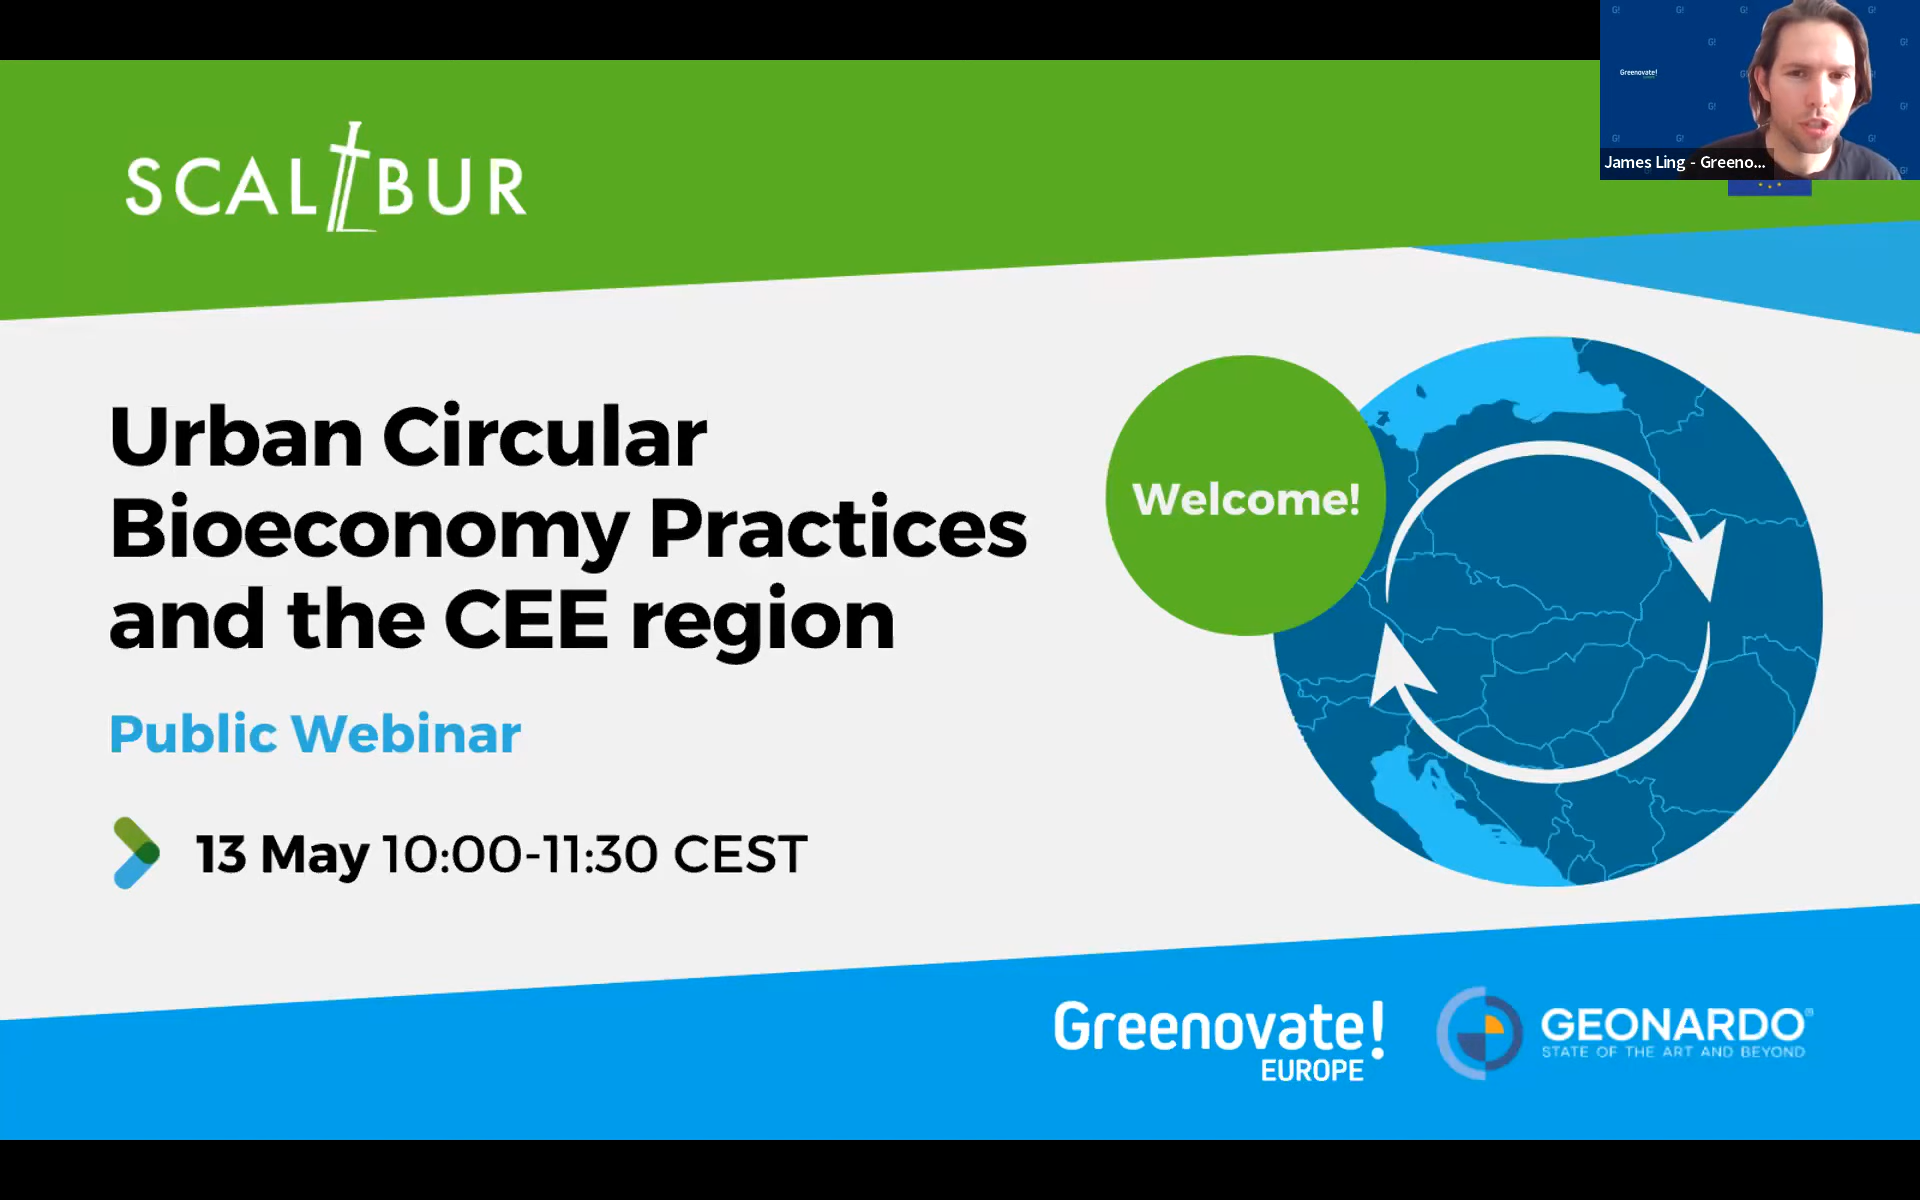 SCALIBUR
Greenovate!
James Ling - Greeno...
Urban Circular
Bioeconomy Practices
and the CEE region
Welcome!
Public Webinar
13 May 10:00-11:30 CEST
Greenovate!
EUROPE
GEONARDO®
STATE OF THE ART AND BEYOND